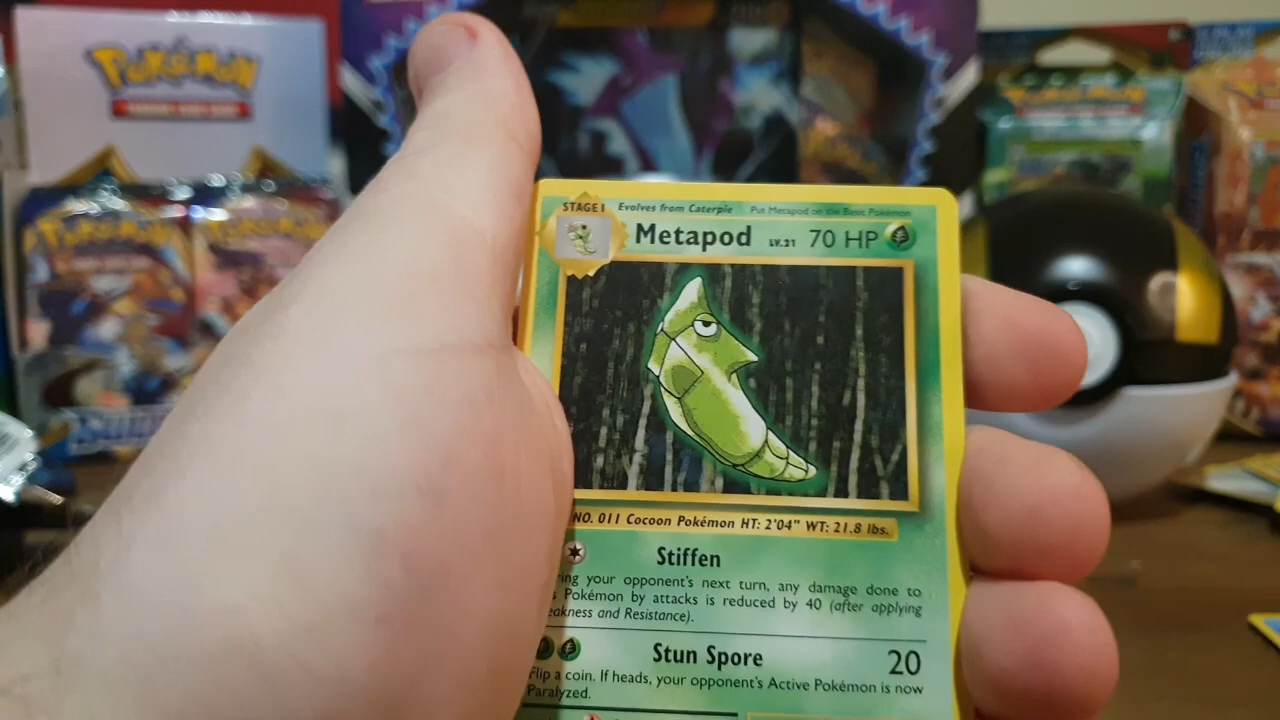 Pokémon
Pokémon
Pokémon
STAGE 1 Evolves from Caterpie Put Metapod on the Basic Pokémon
Metapod LV.21 70 HP
NO. 011 Cocoon Pokémon HT: 2'04" WT: 21.8 lbs.
Stiffen
ing your opponent's next turn, any damage done to
s Pokémon by attacks is reduced by 40 (after applying
eakness and Resistance).
Stun Spore 20
Flip a coin. If heads, your opponent's Active Pokémon is now
Paralyzed.